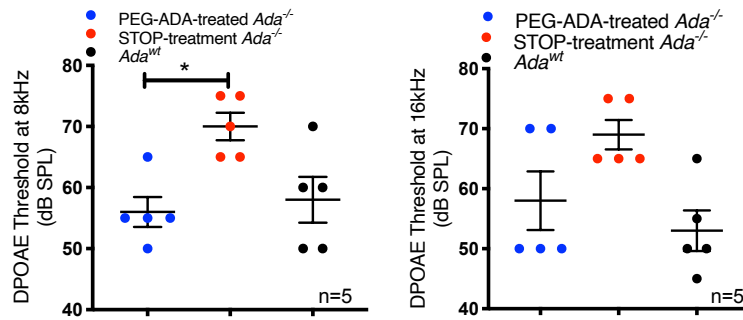 PEG-ADA-treated Ada-/-
STOP-treatment Ada-/-
Adawt
DPOAE Threshold at 8kHz
(dB SPL)
80
70
60
50
40
*
n=5
PEG-ADA-treated Ada-/-
STOP-treatment Ada-/-
Adawt
DPOAE Threshold at 16kHz
(dB SPL)
80
70
60
50
40
n=5